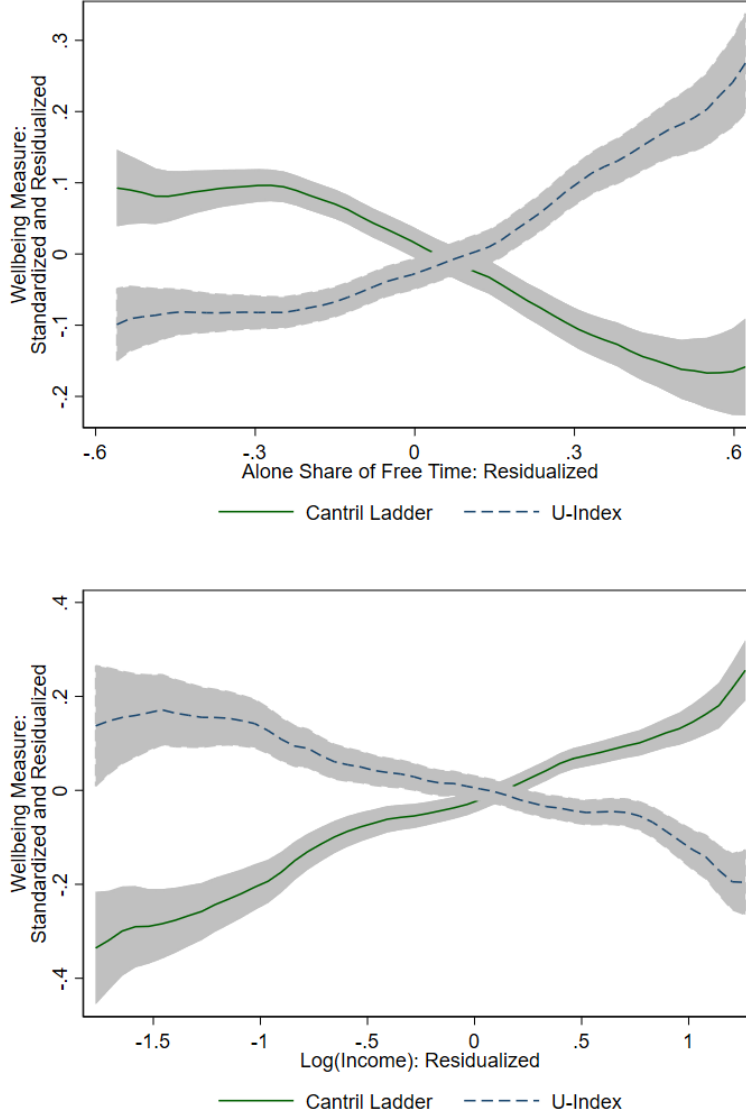 Wellbeing Measure:
Standardized and Residualized
.3
.2
.1
0
-.1
-.2
-.6
-.3
0
.3
.6
Alone Share of Free Time: Residualized
Cantril Ladder
U-Index
Wellbeing Measure:
Standardized and Residualized
.4
.2
0
-.2
-.4
-1.5
-1
-.5
0
.5
1
Log(Income): Residualized
Cantril Ladder
U-Index